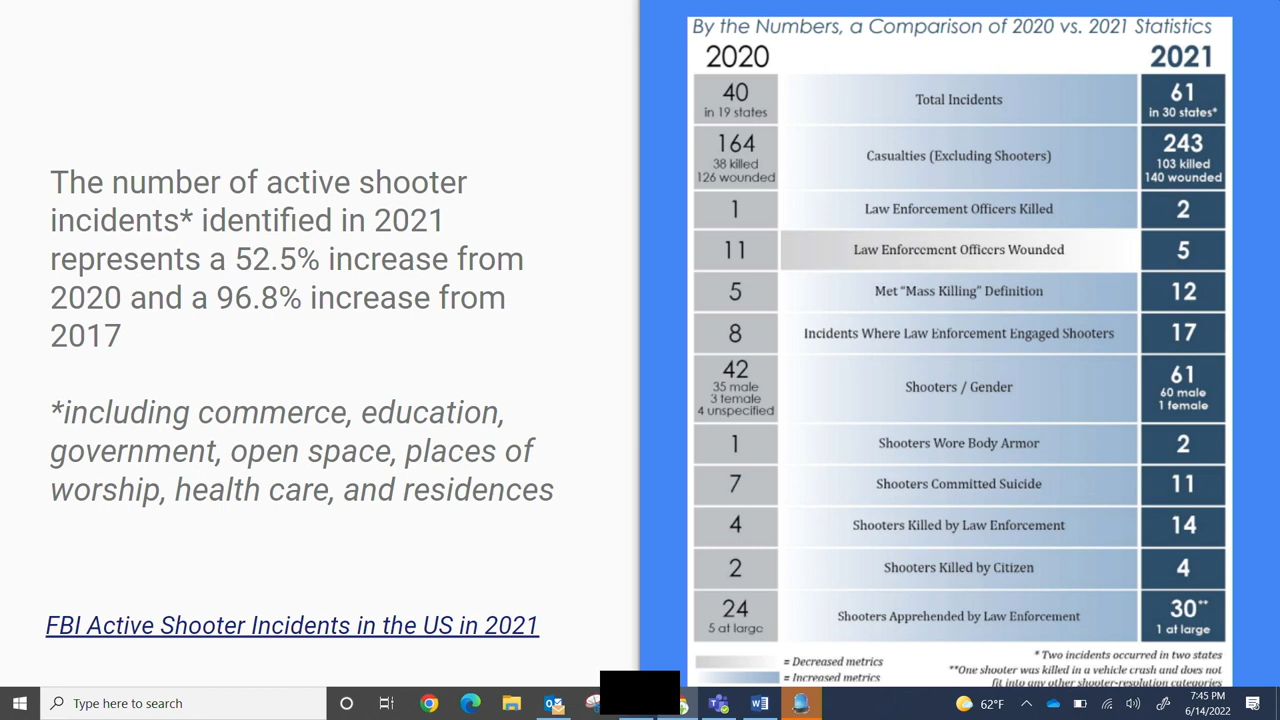 The number of active shooter
incidents* identified in 2021
represents a 52.5% increase from
2020 and a 96.8% increase from
2017
*including commerce, education,
government, open space, places of
worship, health care, and residences
FBI Active Shooter Incidents in the US in 2021
By the Numbers, a Comparison of 2020 vs. 2021 Statistics
2020 2021
40 Total Incidents 61
in 19 states in 30 states*
164 Casualties (Excluding Shooters) 243
38 killed 103 killed
126 wounded 140 wounded
1 Law Enforcement Officers Killed 2
11 Law Enforcement Officers Wounded 5
5 Met “Mass Killing” Definition 12
8 Incidents Where Law Enforcement Engaged Shooters 17
42 Shooters / Gender 61
35 male 60 male
3 female 1 female
4 unspecified
1 Shooters Wore Body Armor 2
7 Shooters Committed Suicide 11
4 Shooters Killed by Law Enforcement 14
2 Shooters Killed by Citizen 4
24 Shooters Apprehended by Law Enforcement 30**
5 at large 1 at large
= Decreased metrics
= Increased metrics
* Two incidents occurred in two states
**One shooter was killed in a vehicle crash and does not
fit into any other shooter-resolution categories
Type here to search
62°F
7:45 PM
6/14/2022